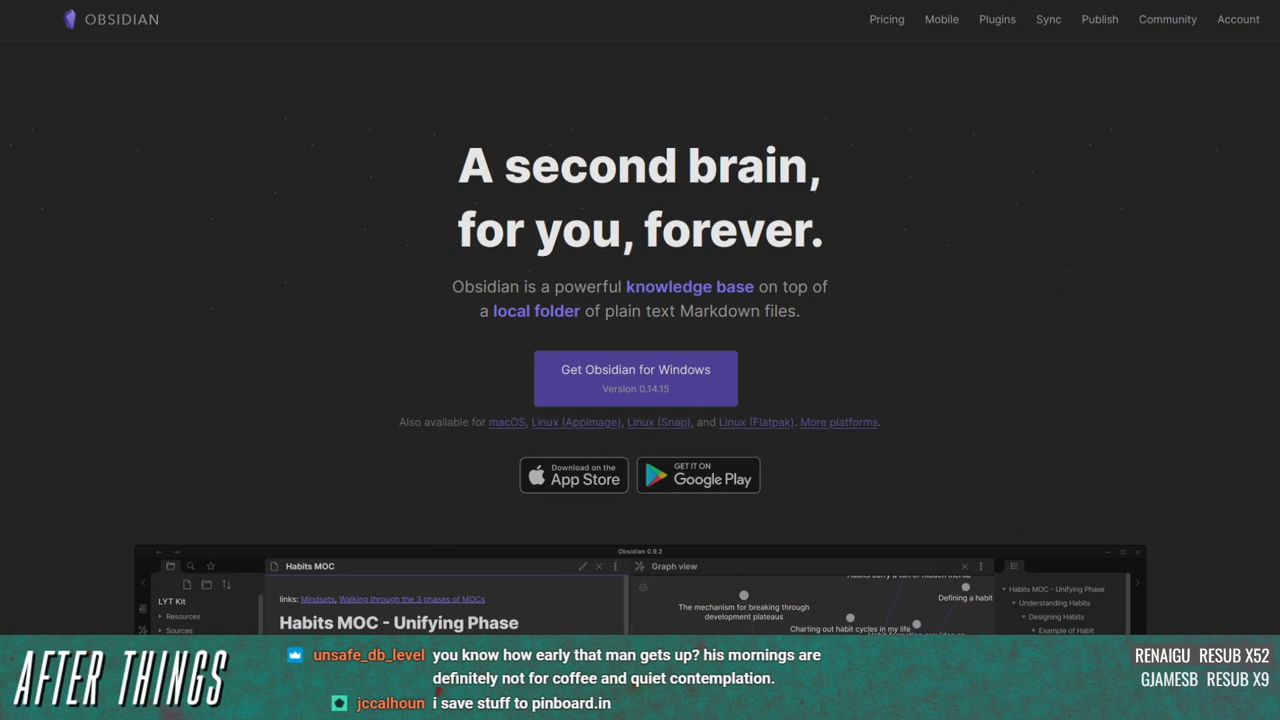 OBSIDIAN
Pricing
Mobile
Plugins
Sync
Publish
Community
Account
A second brain,
for you, forever.
Obsidian is a powerful knowledge base on top of
a local folder of plain text Markdown files.
Get Obsidian for Windows
Version 0.14.15
Also available for macOS, Linux (AppImage), Linux (Snap), and Linux (Flatpak). More platforms.
Download on the
App Store
GET IT ON
Google Play
Obsidian 0.9.2
Habits MOC
Graph view
LYT Kit
Resources
Sources
links: Mindsets, Walking through the 3 phases of MOCs
Habits MOC - Unifying Phase
Defining a habit
The mechanism for breaking through
development plateaus
Charting out habit cycles in my life
Habits MOC - Unifying Phase
Understanding Habits
Designing Habits
Example of Habit
AFTER THINGS
unsafe_db_level you know how early that man gets up? his mornings are
definitely not for coffee and quiet contemplation.
jccalhoun i save stuff to pinboard.in
RENAIGU RESUB X52
GJAMESB RESUB X9